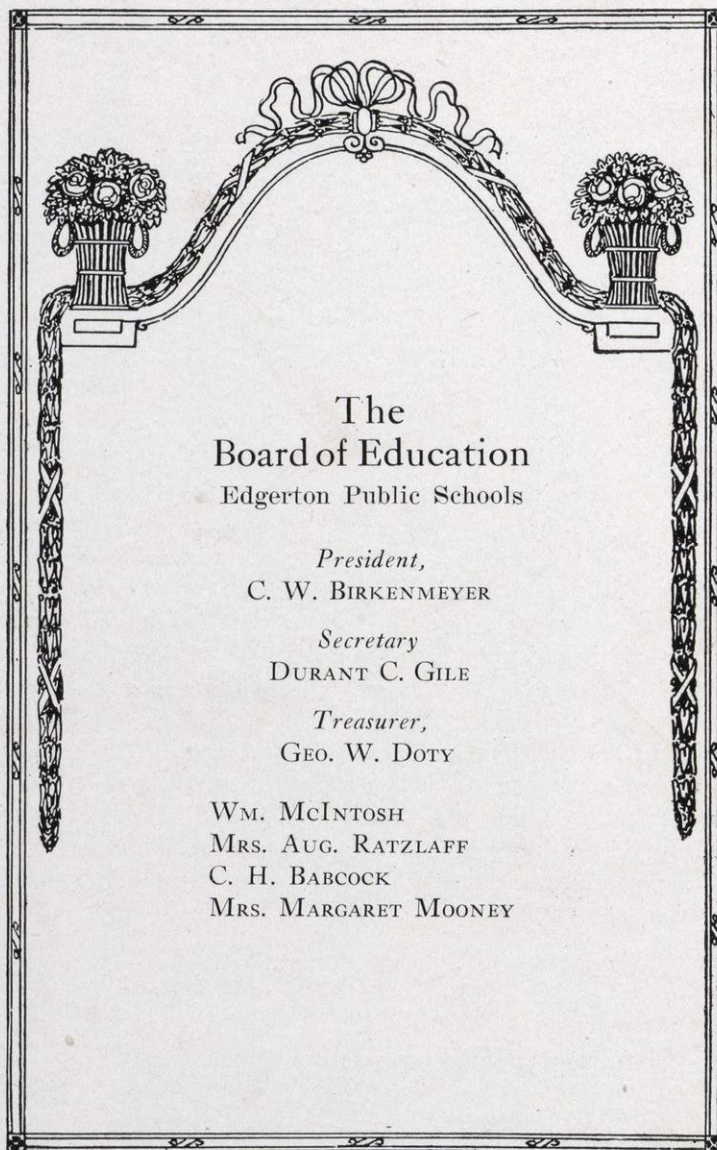 The
Board of Education
Edgerton Public Schools
President,
C. W. BIRKENMEYER
Secretary
DURANT C. GILE
Treasurer,
GEO. W. DOTY
WM. MCINTOSH
MRS. AUG. RATZLAFF
C. H. BABCOCK
MRS. MARGARET MOONEY